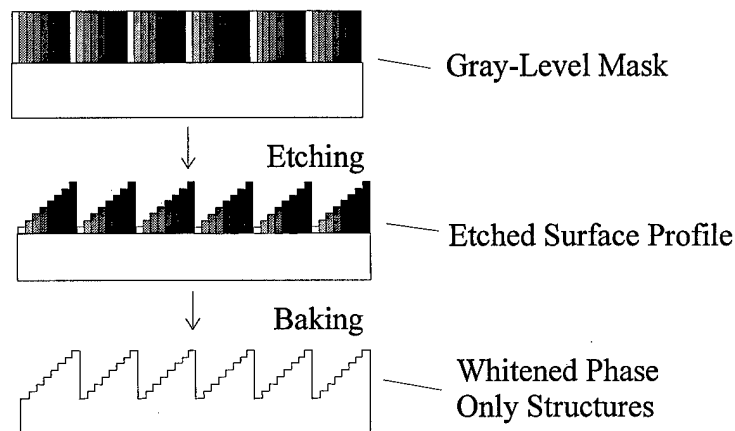 Gray-Level Mask
Etching
Etched Surface Profile
Baking
Whitened Phase
Only Structures